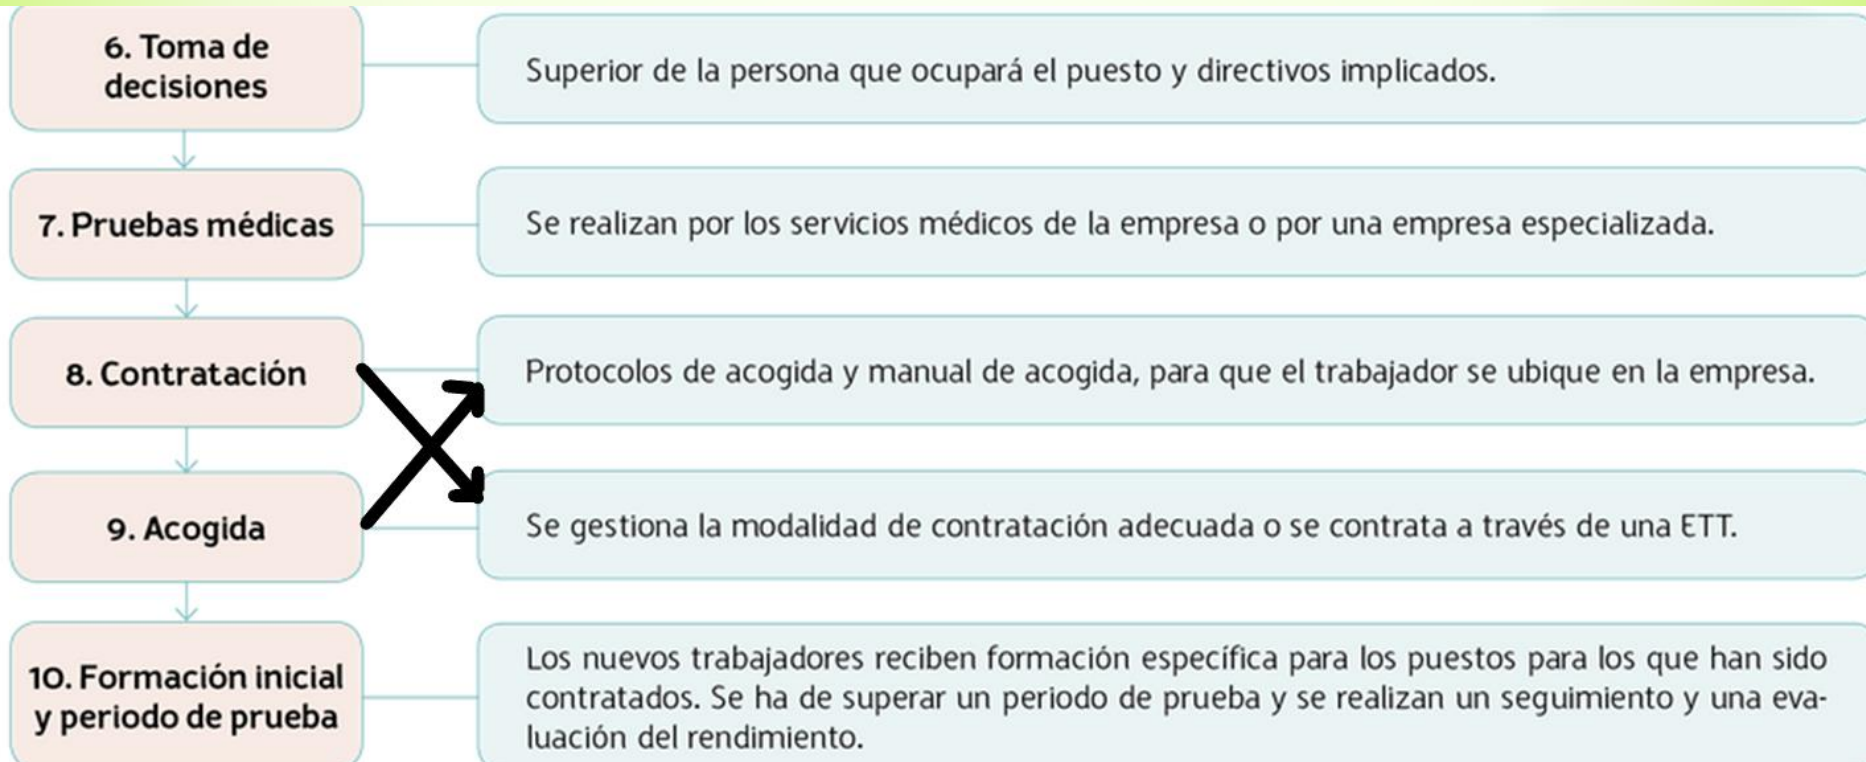 6. Toma de
decisiones
Superior de la persona que ocupará el puesto y directivos implicados.
7. Pruebas médicas
Se realizan por los servicios médicos de la empresa o por una empresa especializada.
8. Contratación
Protocolos de acogida y manual de acogida, para que el trabajador se ubique en la empresa.
9. Acogida
Se gestiona la modalidad de contratación adecuada o se contrata a través de una ETT.
10. Formación inicial
y periodo de prueba
Los nuevos trabajadores reciben formación específica para los puestos para los que han sido
contratados. Se ha de superar un periodo de prueba y se realizan un seguimiento y una eva-
luación del rendimiento.